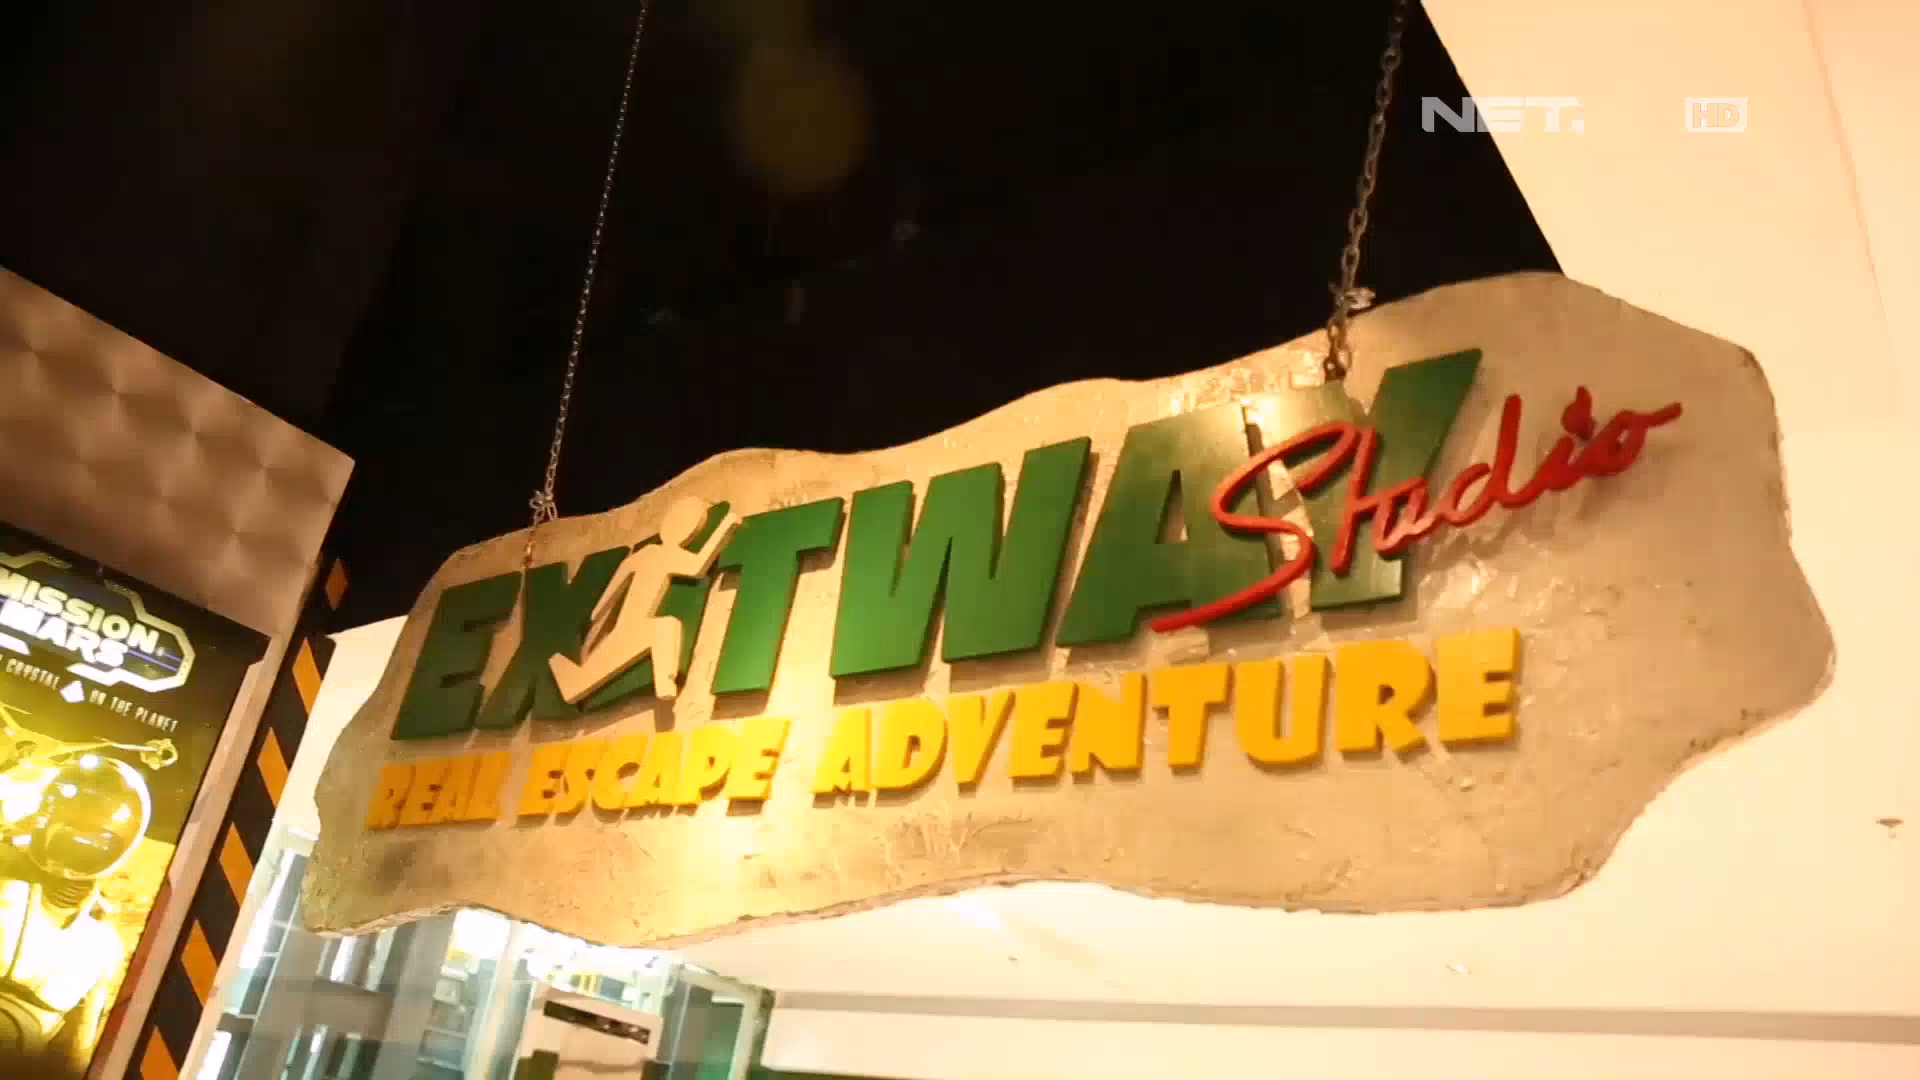 NET. HD
EXITWAY Studio
REAL ESCAPE ADVENTURE
MISSION
MARS
CRYSTAL ON THE PLANET